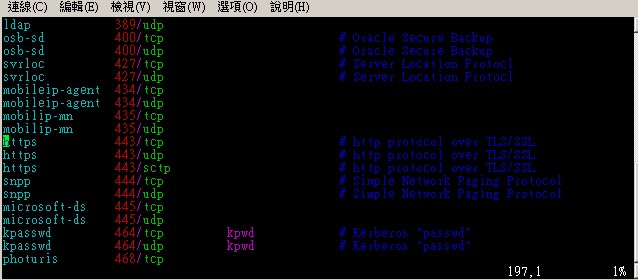 連線(C) 編輯(E) 檢視(V) 視窗(W) 選項(O) 說明(H)
ldap 389/udp
osb-sd 400/tcp # Oracle Secure Backup
osb-sd 400/udp # Oracle Secure Backup
svrloc 427/tcp # Server Location Protocl
svrloc 427/udp # Server Location Protocl
mobileip-agent 434/tcp
mobileip-agent 434/udp
mobilip-mn 435/tcp
mobilip-mn 435/udp
https 443/tcp # http protocol over TLS/SSL
https 443/udp # http protocol over TLS/SSL
https 443/sctp # http protocol over TLS/SSL
snpp 444/tcp # Simple Network Paging Protocol
snpp 444/udp # Simple Network Paging Protocol
microsoft-ds 445/tcp
microsoft-ds 445/udp
kpasswd 464/tcp kpwd # Kerberos "passwd"
kpasswd 464/udp kpwd # Kerberos "passwd"
photuris 468/tcp
197,1 1%